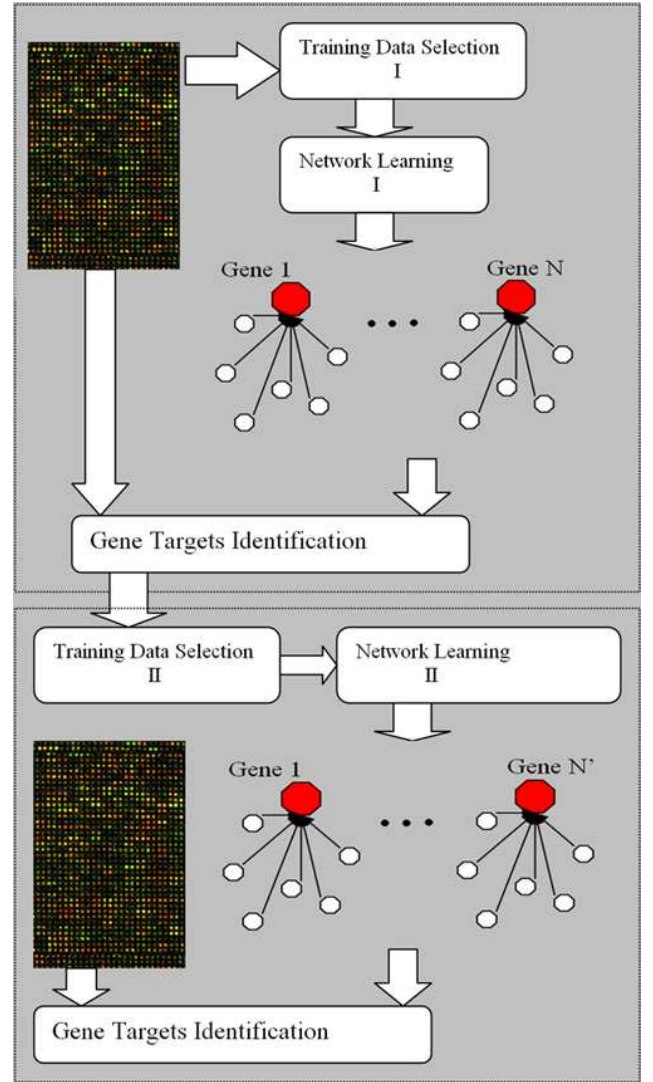 Training Data Selection
I
Network Learning
I
Gene 1
Gene N
Gene Targets Identification
Training Data Selection
II
Network Learning
II
Gene 1
Gene N’
Gene Targets Identification